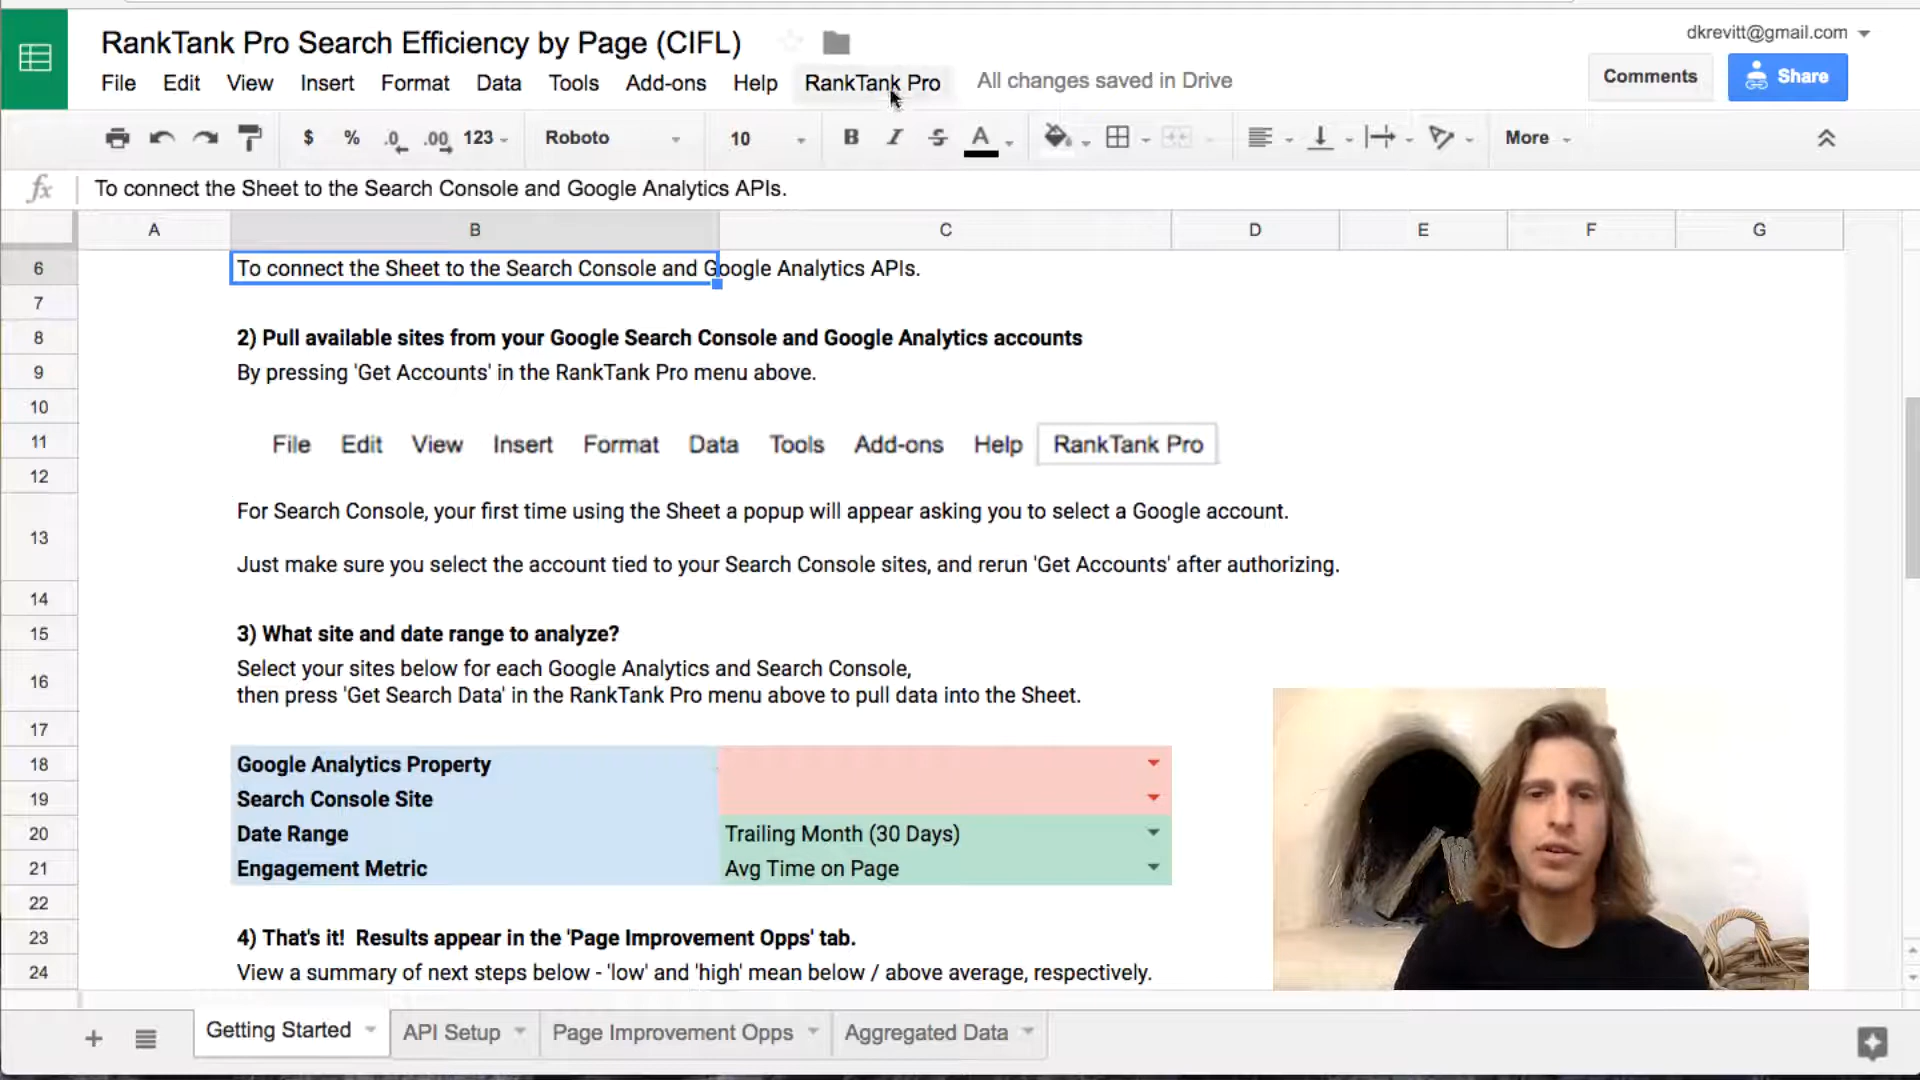 RankTank Pro Search Efficiency by Page (CIFL)
dkrevitt@gmail.com
File Edit View Insert Format Data Tools Add-ons Help RankTank Pro All changes saved in Drive
Comments
Share
$ % .0 .00 123 Roboto 10 B I S A More
fx To connect the Sheet to the Search Console and Google Analytics APIs.
A B C D E F G
6 To connect the Sheet to the Search Console and Google Analytics APIs.
7
8 2) Pull available sites from your Google Search Console and Google Analytics accounts
9 By pressing 'Get Accounts' in the RankTank Pro menu above.
10
11 File Edit View Insert Format Data Tools Add-ons Help RankTank Pro
12
For Search Console, your first time using the Sheet a popup will appear asking you to select a Google account.
13
Just make sure you select the account tied to your Search Console sites, and rerun 'Get Accounts' after authorizing.
14
15 3) What site and date range to analyze?
Select your sites below for each Google Analytics and Search Console,
16
then press 'Get Search Data' in the RankTank Pro menu above to pull data into the Sheet.
17
18 Google Analytics Property
19 Search Console Site
20 Date Range Trailing Month (30 Days)
21 Engagement Metric Avg Time on Page
22
23 4) That's it! Results appear in the 'Page Improvement Opps' tab.
24 View a summary of next steps below - 'low' and 'high' mean below / above average, respectively.
Getting Started API Setup Page Improvement Opps Aggregated Data